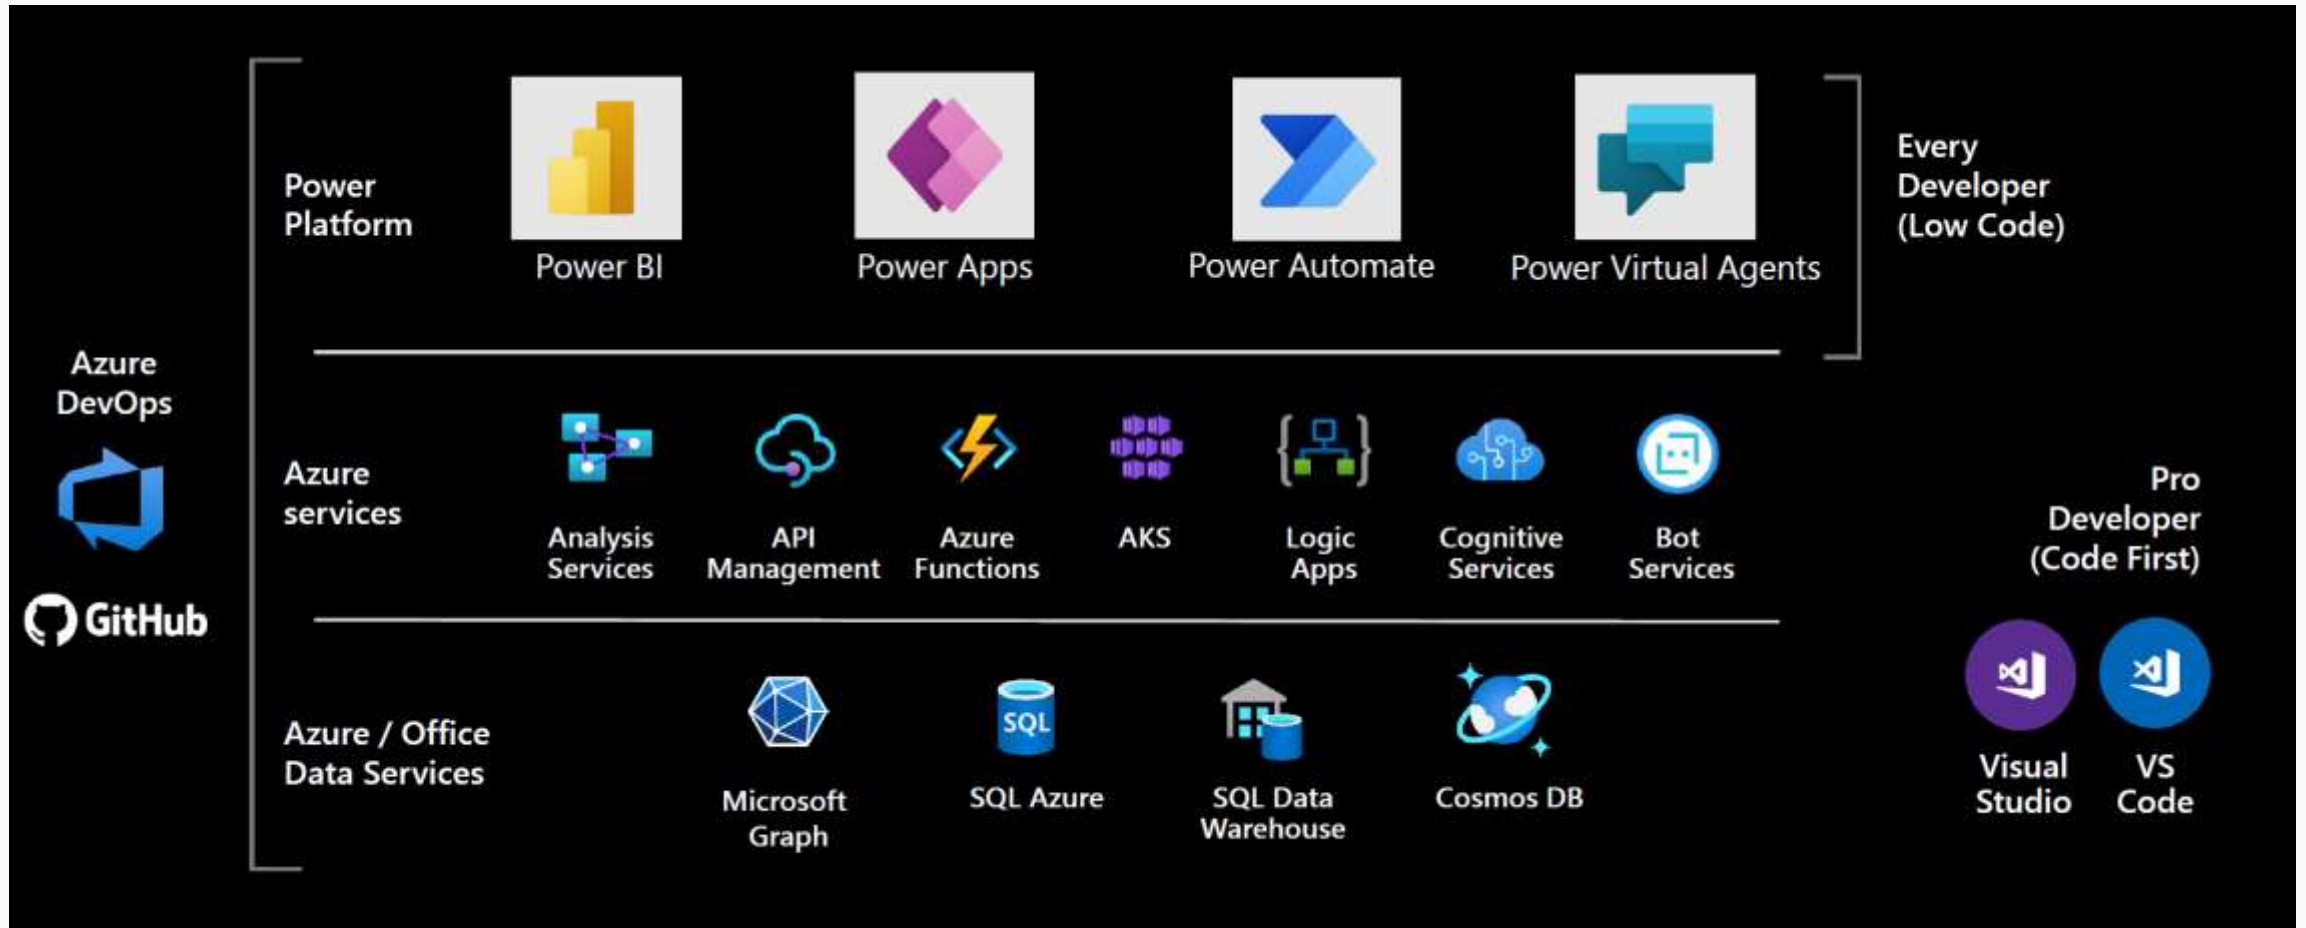 Azure
DevOps
GitHub
Power
Platform
Power BI
Power Apps
Power Automate
Power Virtual Agents
Every
Developer
(Low Code)
Azure
services
Analysis
Services
API
Management
Azure
Functions
AKS
Logic
Apps
Cognitive
Services
Bot
Services
Azure / Office
Data Services
Microsoft
Graph
SQL
SQL Azure
SQL Data
Warehouse
Cosmos DB
Pro
Developer
(Code First)
Visual
Studio
VS
Code